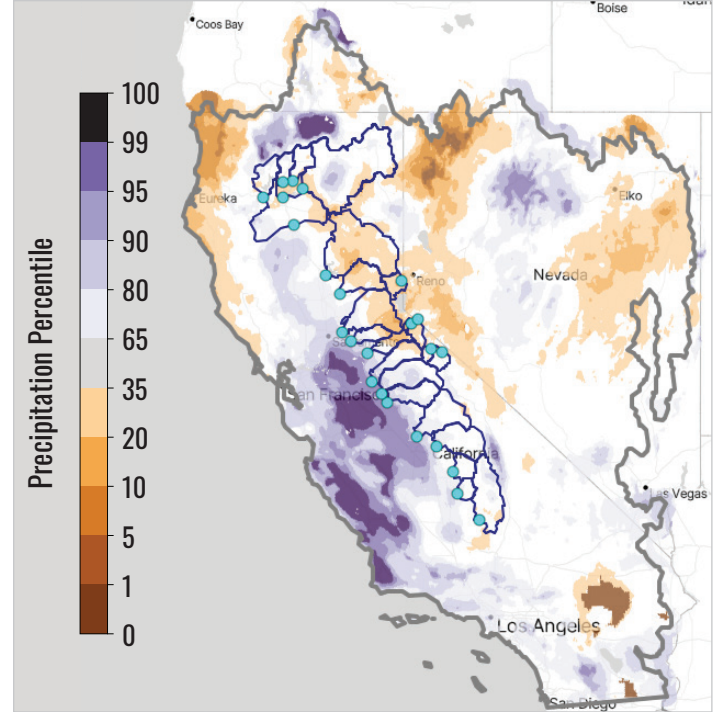 Boise
Coos Bay
100
99
95
90
80
65
35
20
10
5
1
0
Precipitation Percentile
Eureka
Elko
Reno
Nevada
San Francisco
California
Las Vegas
Los Angeles
San Diego